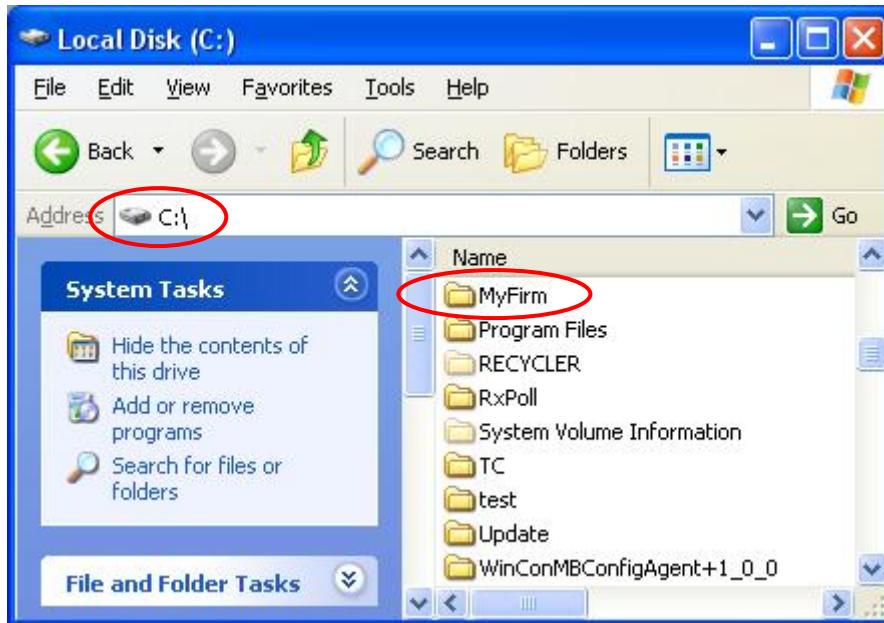 Local Disk (C:)
File Edit View Favorites Tools Help
Back Search Folders
Address C:\ Go
System Tasks
Hide the contents of
this drive
Add or remove
programs
Search for files or
folders
File and Folder Tasks
Name
MyFirm
Program Files
RECYCLER
RxPoll
System Volume Information
TC
test
Update
WinConMBConfigAgent+1_0_0